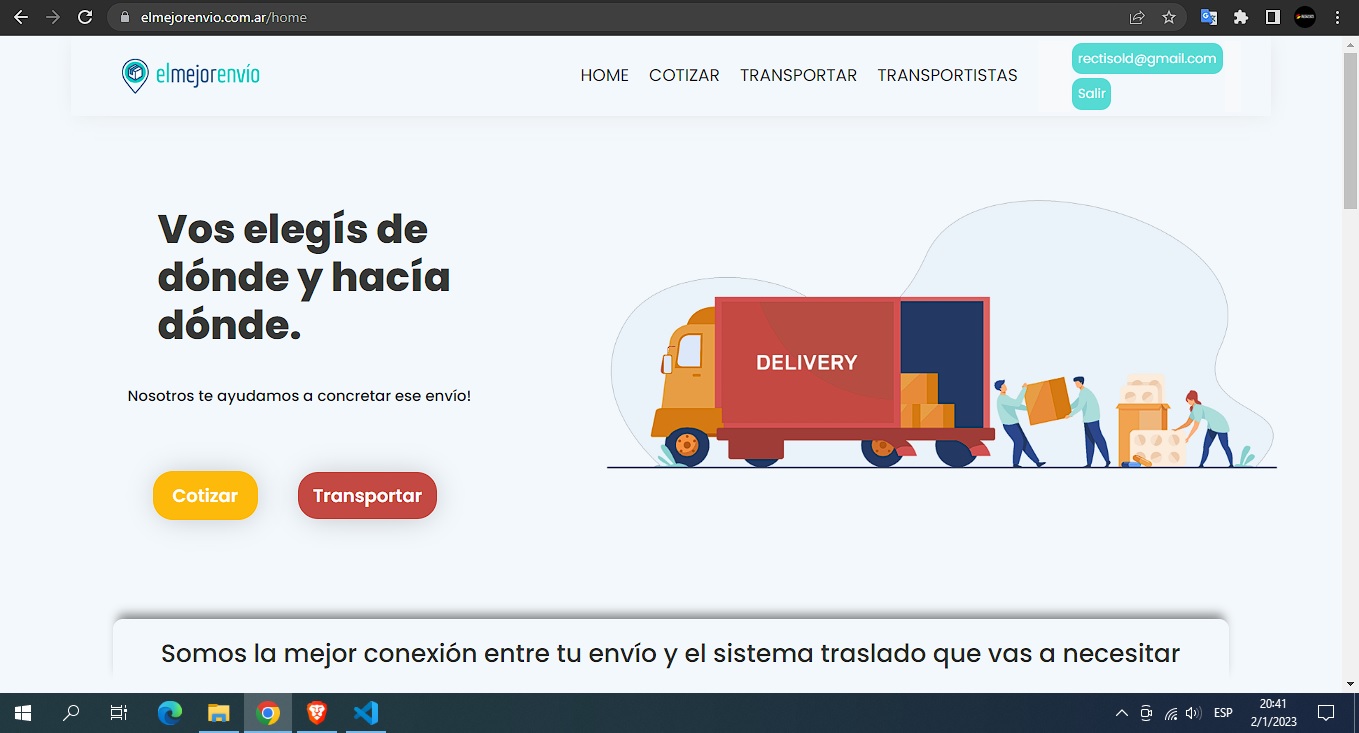 elmejorenvio.com.ar/home
elmejorenvío
HOME COTIZAR TRANSPORTAR TRANSPORTISTAS
rectisold@gmail.com
Salir
Vos elegís de
dónde y hacía
dónde.
Nosotros te ayudamos a concretar ese envío!
Cotizar Transportar
DELIVERY
Somos la mejor conexión entre tu envío y el sistema traslado que vas a necesitar
ESP
20:41
2/1/2023